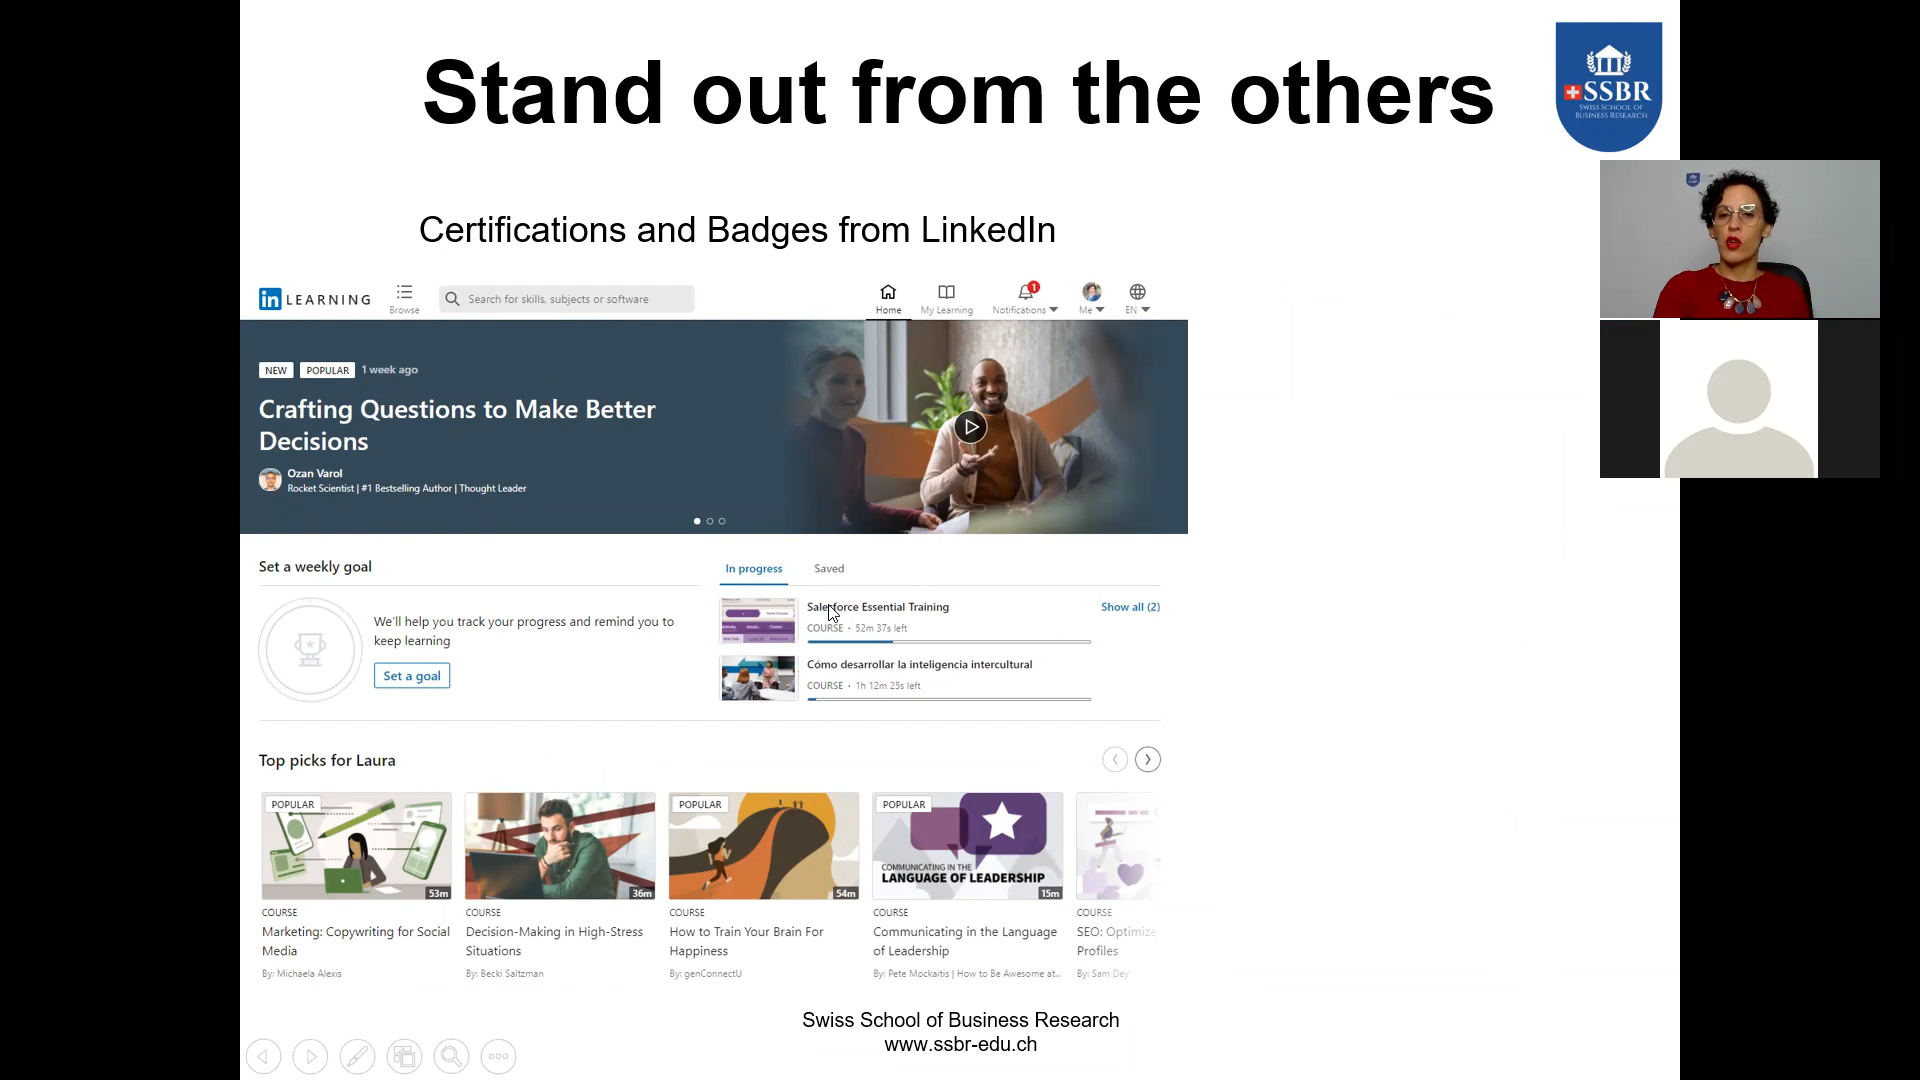 Stand out from the others
SSBR
SWISS SCHOOL OF
BUSINESS RESEARCH
Certifications and Badges from LinkedIn
in LEARNING
Browse
Search for skills, subjects or software
Home
My Learning
1
Notifications
Me
EN
NEW POPULAR 1 week ago
Crafting Questions to Make Better
Decisions
Ozan Varol
Rocket Scientist | #1 Bestselling Author | Thought Leader
Set a weekly goal
We'll help you track your progress and remind you to
keep learning
Set a goal
In progress Saved
Salesforce Essential Training
Show all (2)
COURSE • 52m 37s left
Cómo desarrollar la inteligencia intercultural
COURSE • 1h 12m 25s left
Top picks for Laura
POPULAR
53m
COURSE
Marketing: Copywriting for Social
Media
By: Michaela Alexis
36m
COURSE
Decision-Making in High-Stress
Situations
By: Becki Saltzman
POPULAR
54m
COURSE
How to Train Your Brain For
Happiness
By: genConnectU
POPULAR
COMMUNICATING IN THE
LANGUAGE OF LEADERSHIP
15m
COURSE
Communicating in the Language
of Leadership
By: Pete Mockaitis | How to Be Awesome at...
COURSE
SEO: Optimize
Profiles
By: Sam Dey
Swiss School of Business Research
www.ssbr-edu.ch